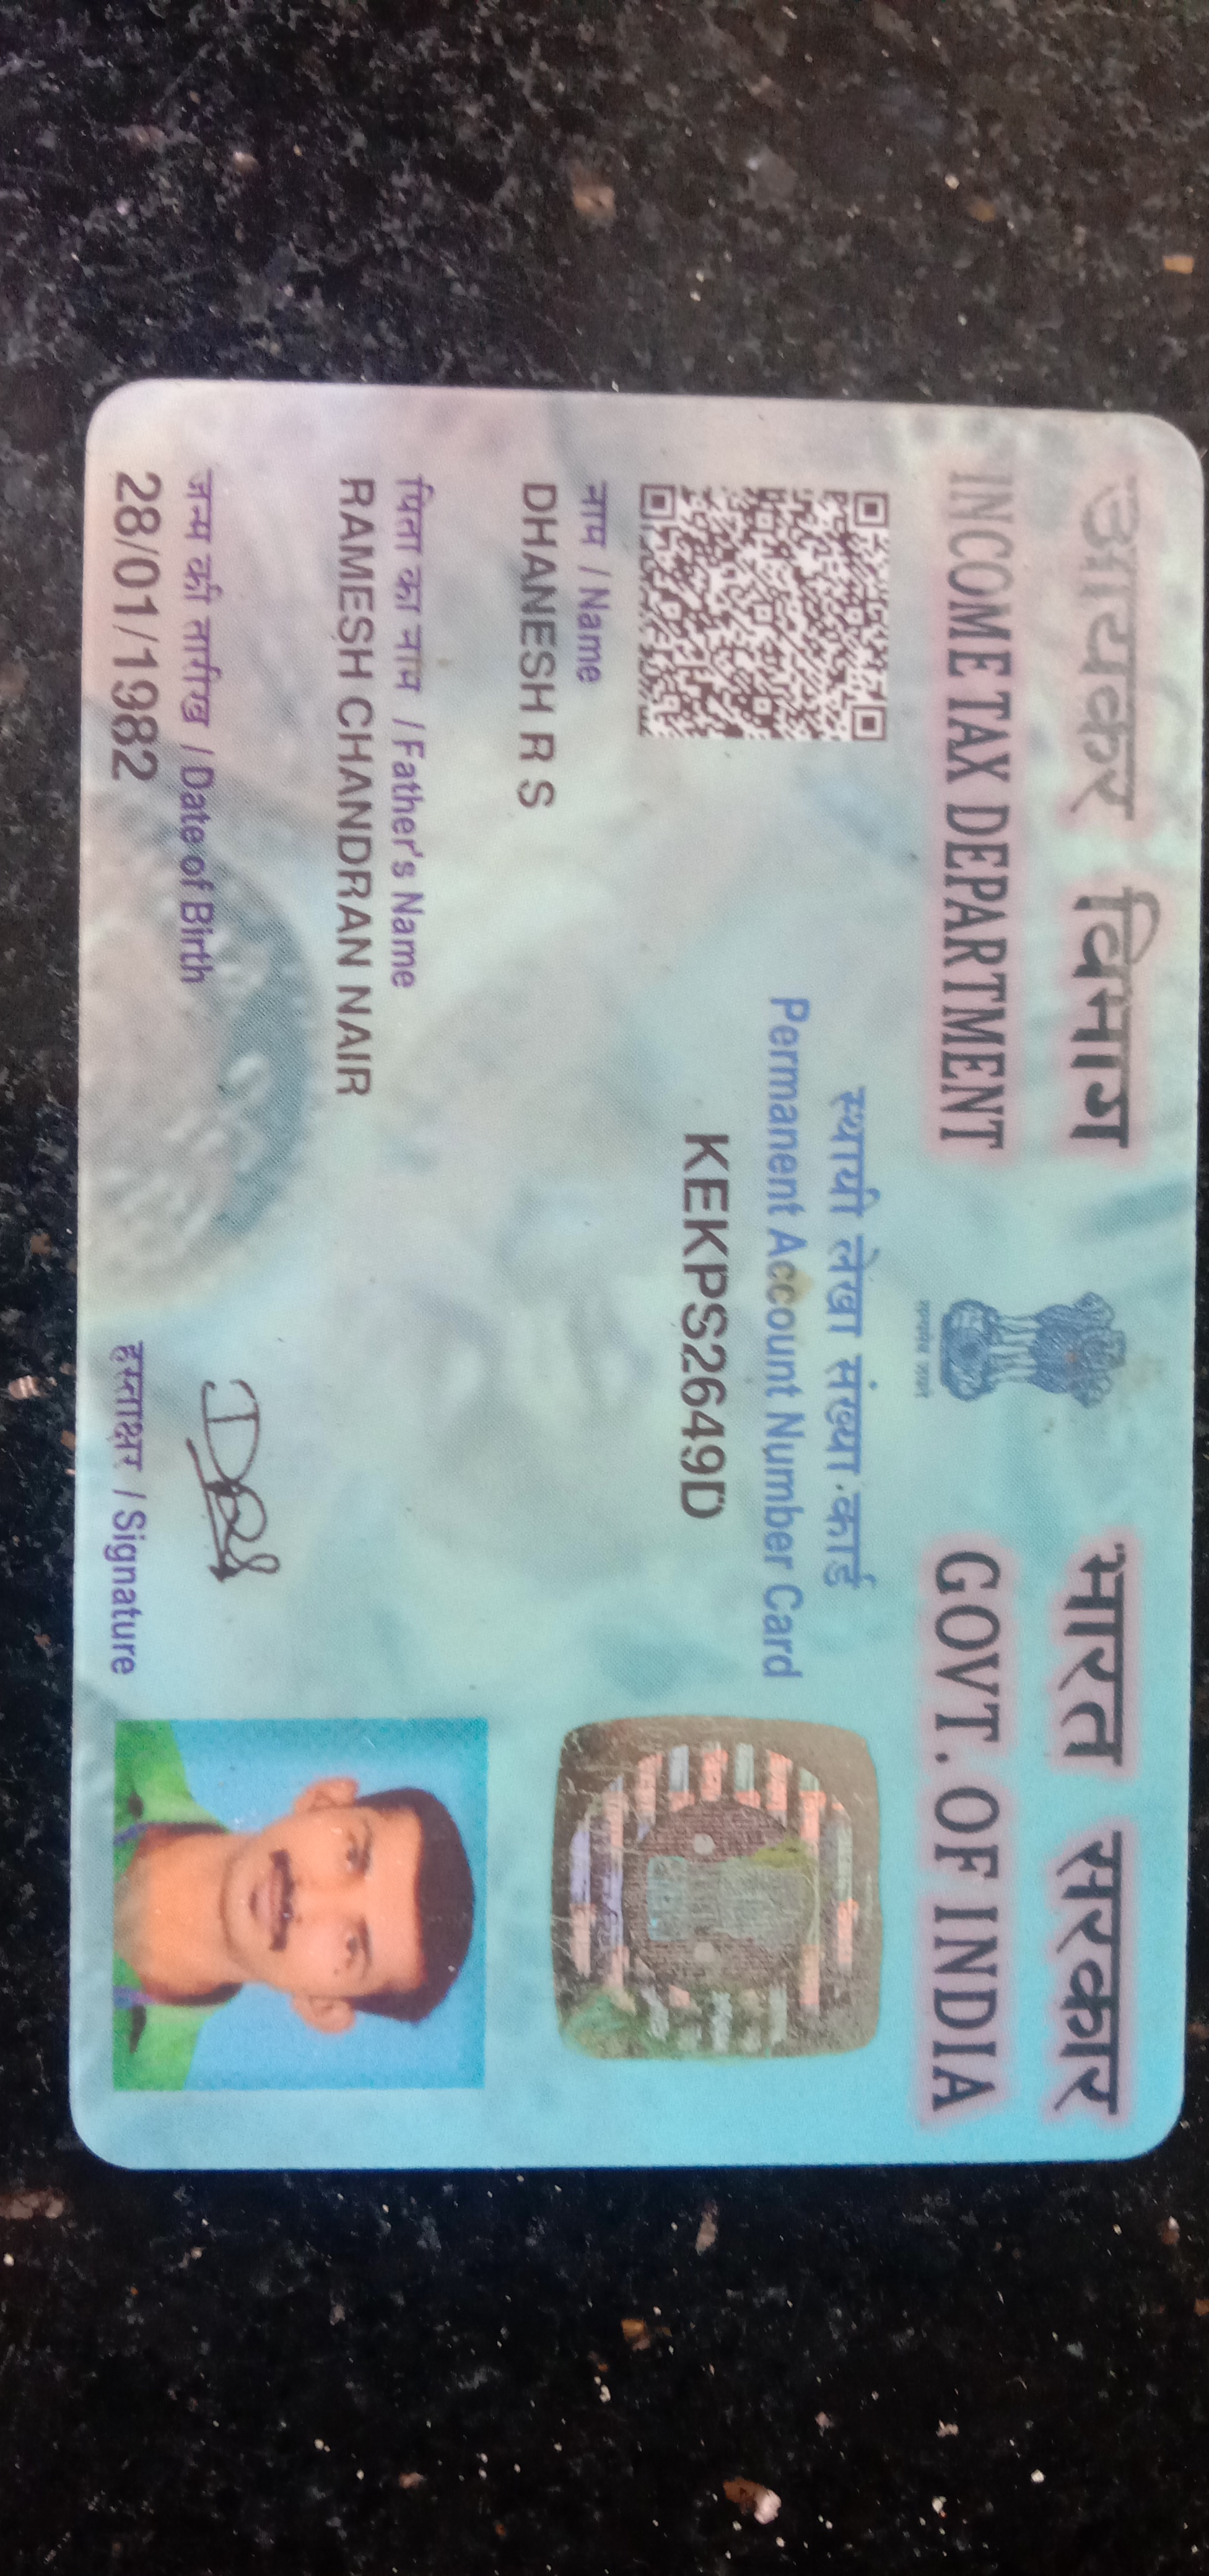 आयकर विभाग
INCOME TAX DEPARTMENT
भारत सरकार
GOVT. OF INDIA
सत्यमेव जयते
स्थायी लेखा संख्या कार्ड
Permanent Account Number Card
KEKPS2649D
नाम / Name
DHANESH R S
पिता का नाम / Father's Name
RAMESH CHANDRAN NAIR
जन्म की तारीख / Date of Birth
28/01/1982
हस्ताक्षर / Signature